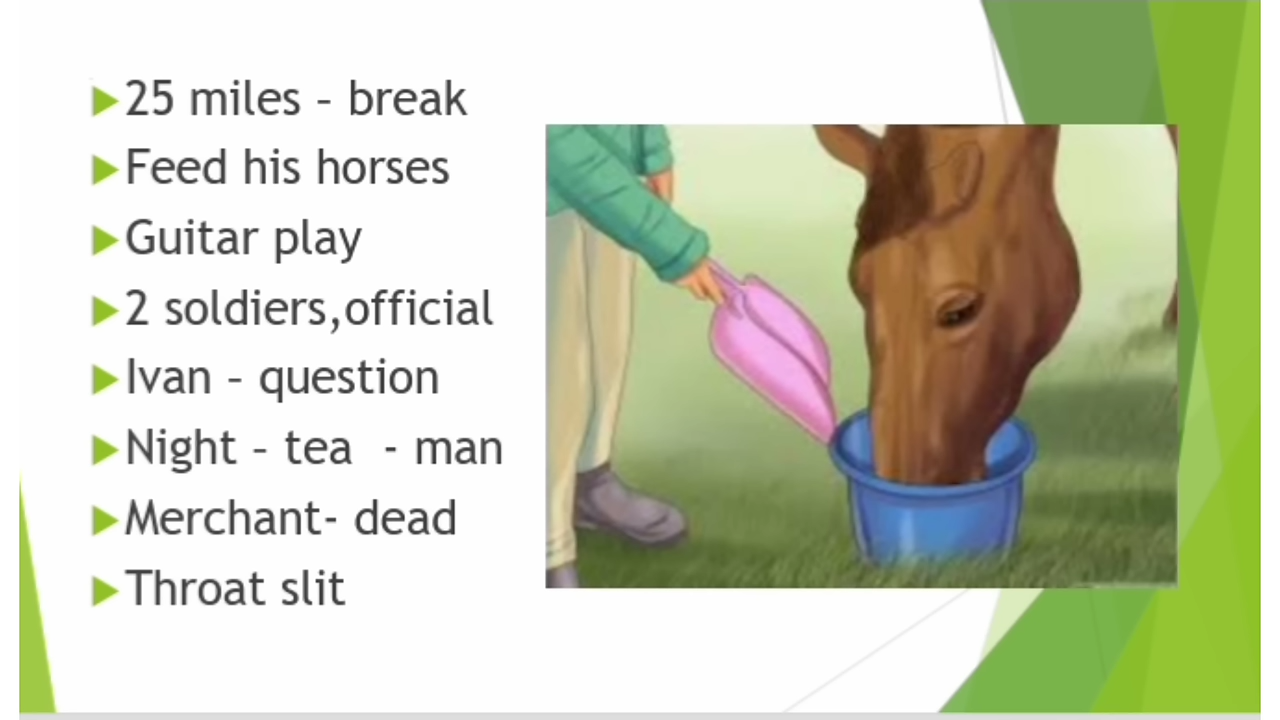 25 miles – break
Feed his horses
Guitar play
2 soldiers,official
Ivan – question
Night – tea - man
Merchant- dead
Throat slit